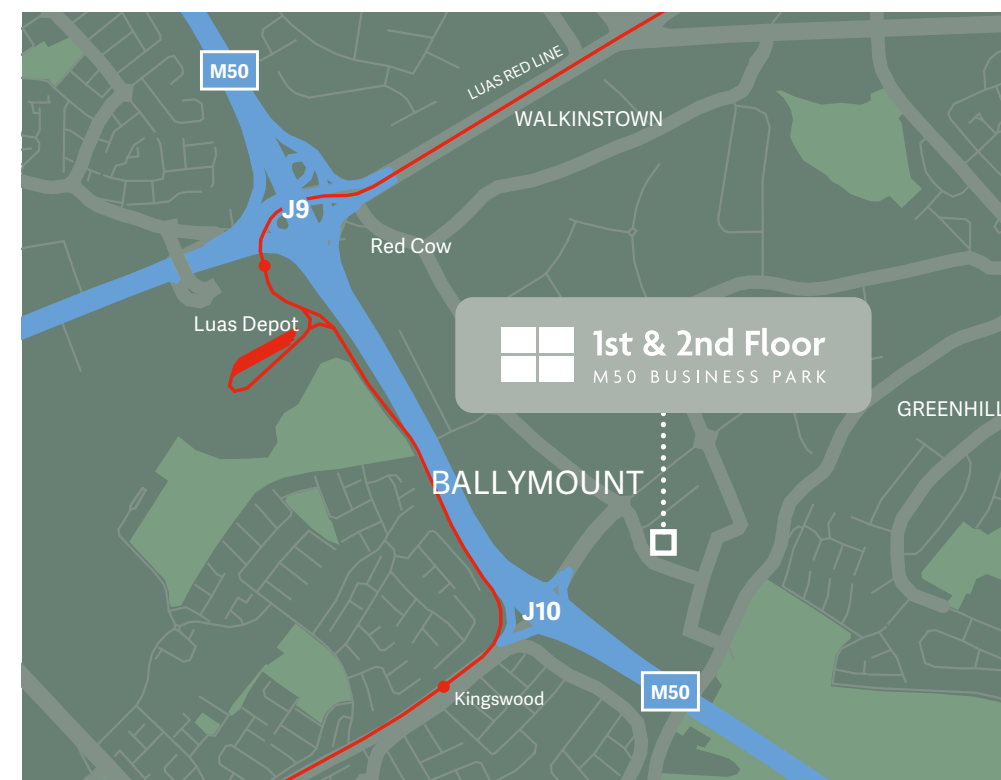 M50
LUAS RED LINE
WALKINSTOWN
J9
Red Cow
Luas Depot
1st & 2nd Floor
M50 BUSINESS PARK
GREENHILL
BALLYMOUNT
J10
M50
Kingswood